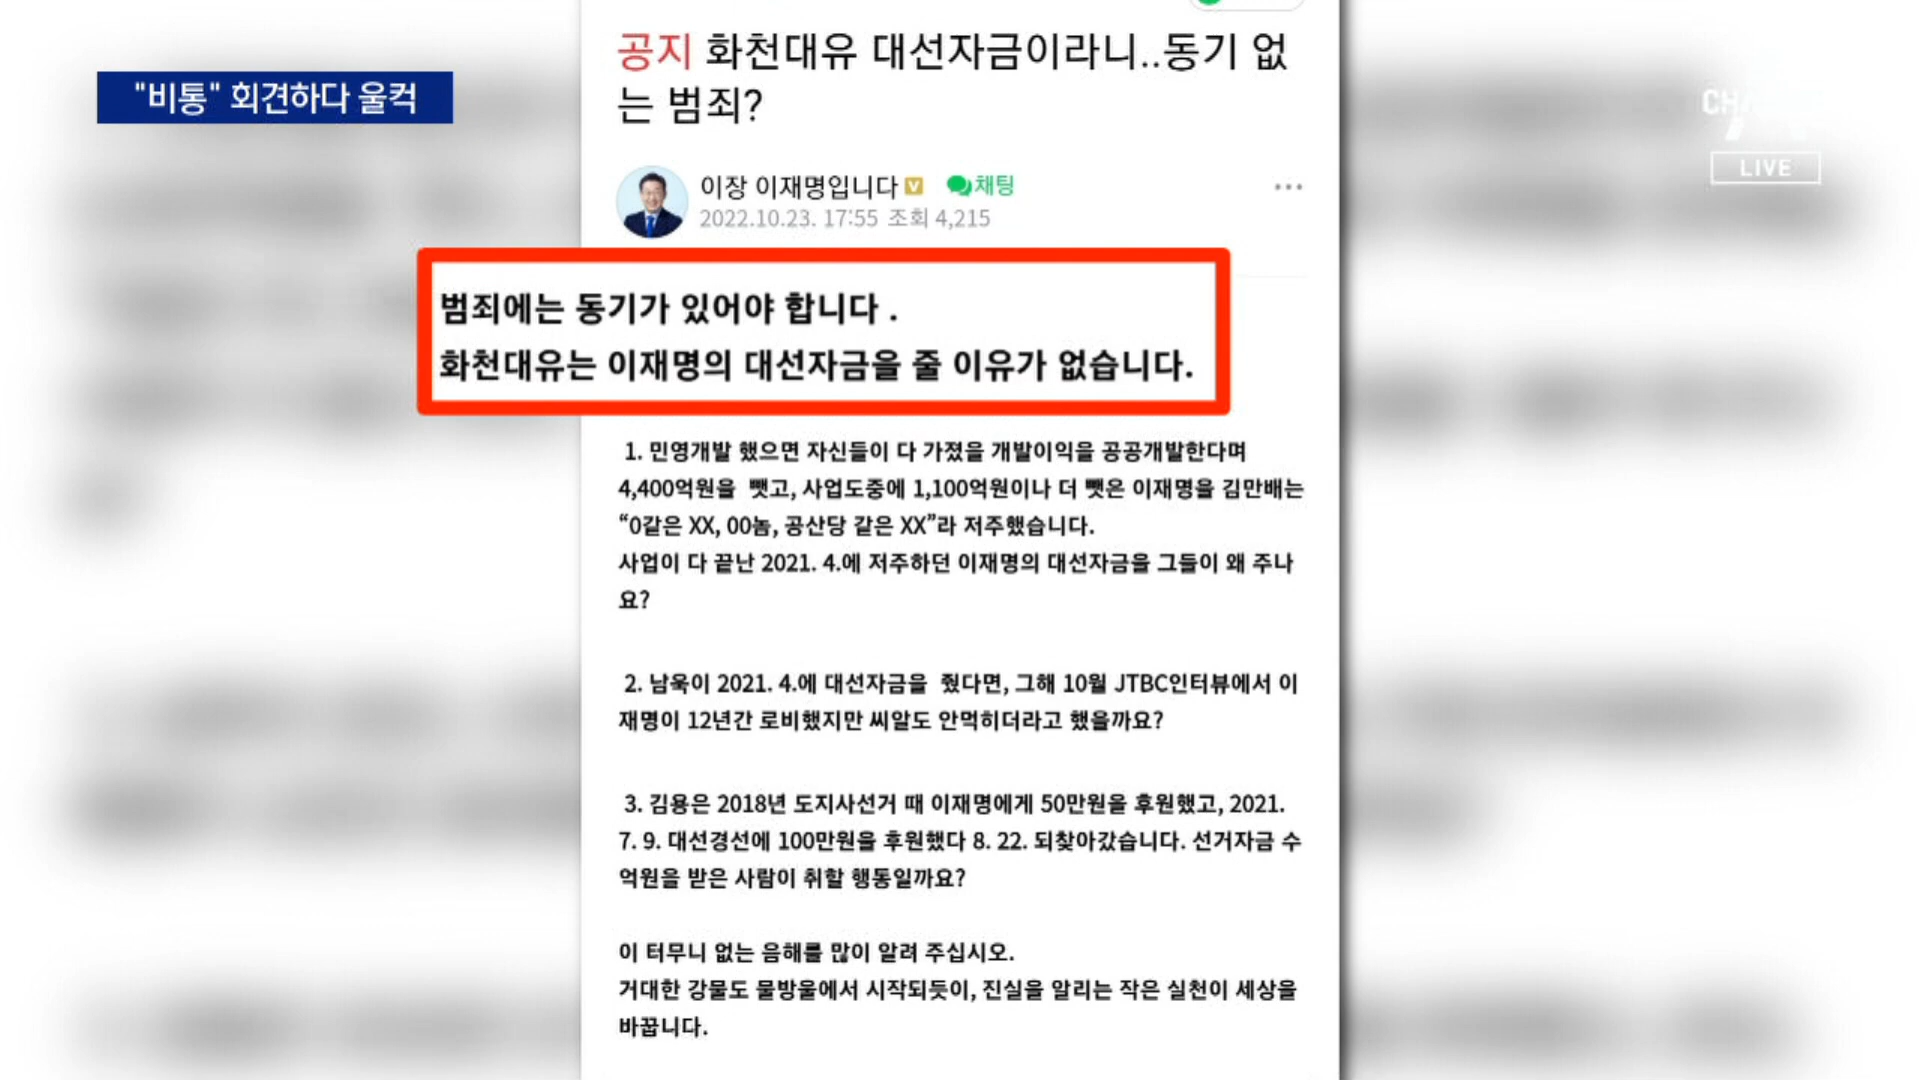 "비통" 회견하다 울컥
LIVE
공지 화천대유 대선자금이라니..동기 없
는 범죄?
이장 이재명입니다 V 채팅
2022.10.23. 17:55 조회 4,215
범죄에는 동기가 있어야 합니다 .
화천대유는 이재명의 대선자금을 줄 이유가 없습니다.
1. 민영개발 했으면 자신들이 다 가졌을 개발이익을 공공개발한다며
4,400억원을 뺏고, 사업도중에 1,100억원이나 더 뺏은 이재명을 김만배는
“0같은 XX, 00놈, 공산당 같은 XX”라 저주했습니다.
사업이 다 끝난 2021. 4.에 저주하던 이재명의 대선자금을 그들이 왜 주나
요?
2. 남욱이 2021. 4.에 대선자금을 줬다면, 그해 10월 JTBC인터뷰에서 이
재명이 12년간 로비했지만 씨알도 안먹히더라고 했을까요?
3. 김용은 2018년 도지사선거 때 이재명에게 50만원을 후원했고, 2021.
7. 9. 대선경선에 100만원을 후원했다 8. 22. 되찾아갔습니다. 선거자금 수
억원을 받은 사람이 취할 행동일까요?
이 터무니 없는 음해를 많이 알려 주십시오.
거대한 강물도 물방울에서 시작되듯이, 진실을 알리는 작은 실천이 세상을
바꿉니다.